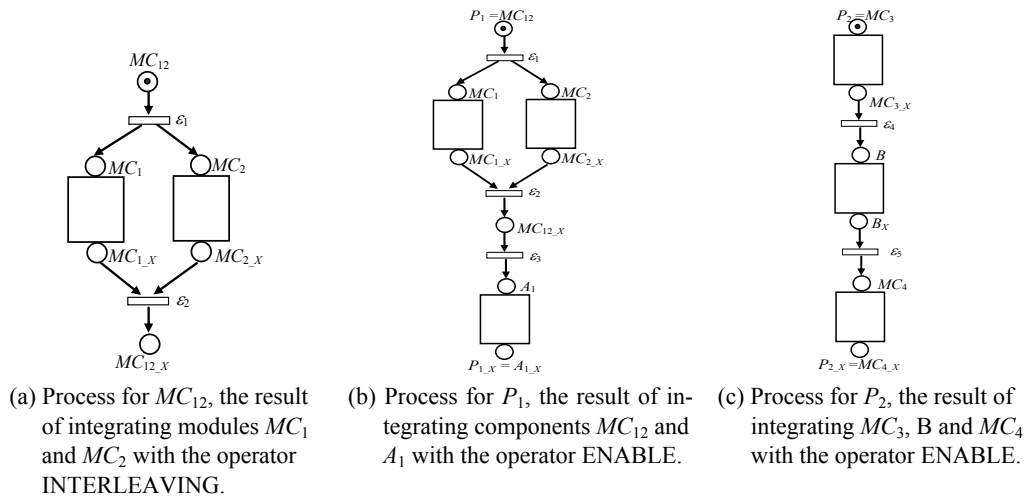 MC12
ε1
MC1
MC2
MC1_X
MC2_X
ε2
MC12_X
P1 =MC12
ε1
MC1
MC2
MC1_X
MC2_X
ε2
MC12_X
ε3
A1
P1_X = A1_X
P2 =MC3
MC3_X
ε4
B
BX
ε5
MC4
P2_X =MC4_X
(a) Process for MC12, the result
of integrating modules MC1
and MC2 with the operator
INTERLEAVING.
(b) Process for P1, the result of in-
tegrating components MC12 and
A1 with the operator ENABLE.
(c) Process for P2, the result of
integrating MC3, B and MC4
with the operator ENABLE.